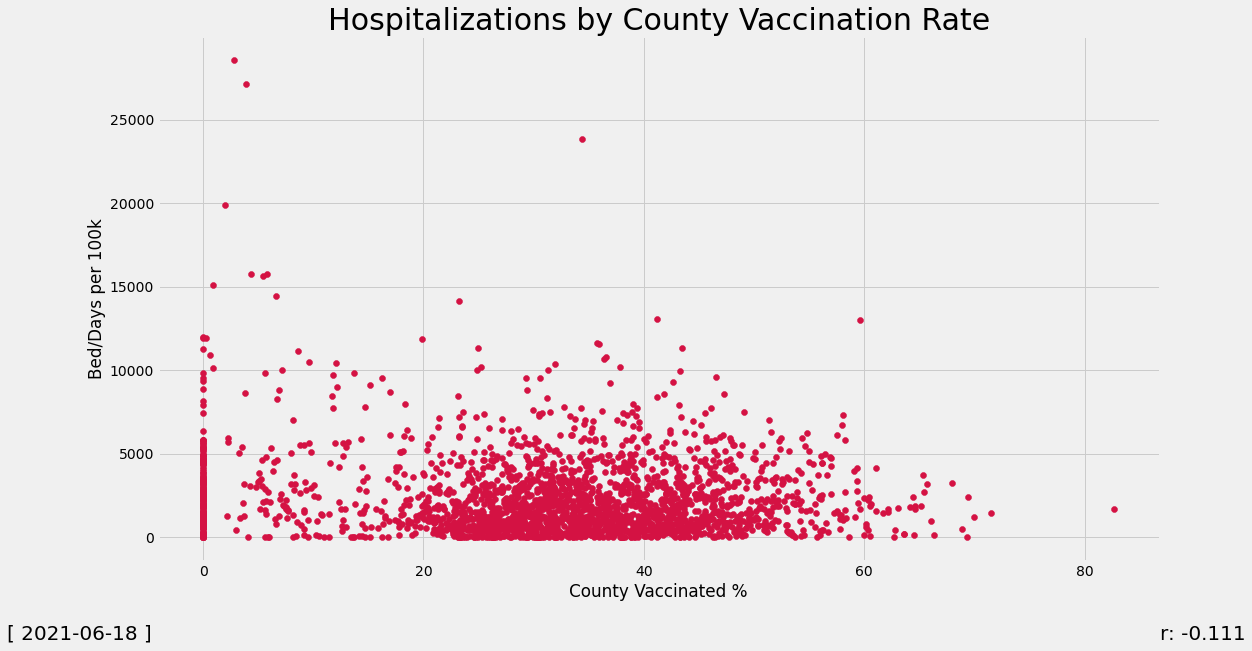 Hospitalizations by County Vaccination Rate
25000
20000
15000
10000
5000
0
Bed/Days per 100k
0 20 40 60 80
County Vaccinated %
[ 2021-06-18 ] r: -0.111